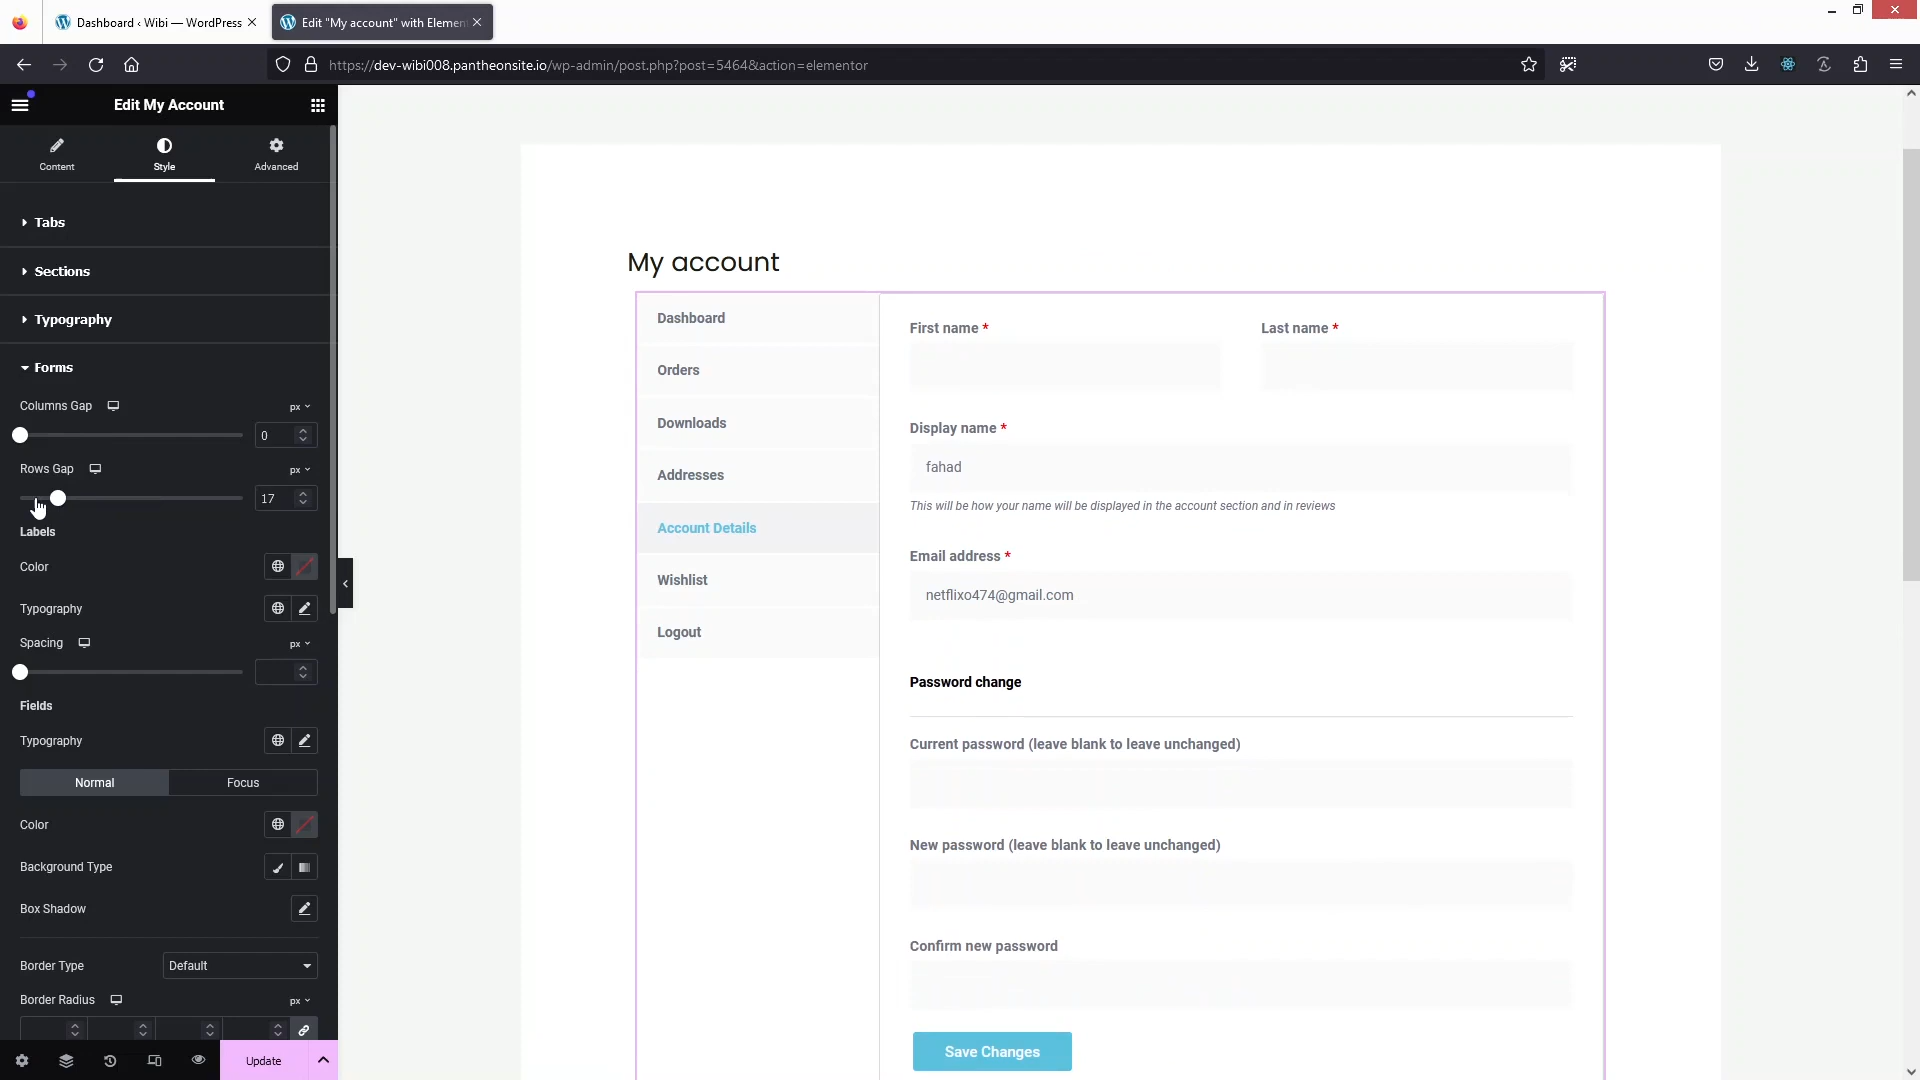 Dashboard ‹ Wibi — WordPress
Edit "My account" with Elemen
https://dev-wibi008.pantheonsite.io/wp-admin/post.php?post=5464&action=elementor
Edit My Account
Content
Style
Advanced
Tabs
Sections
Typography
Forms
Columns Gap
px
0
Rows Gap
px
17
Labels
Color
Typography
Spacing
px
Fields
Typography
Normal
Focus
Color
Background Type
Box Shadow
Border Type
Default
Border Radius
px
Update
My account
Dashboard
Orders
Downloads
Addresses
Account Details
Wishlist
Logout
First name *
Last name *
Display name *
fahad
This will be how your name will be displayed in the account section and in reviews
Email address *
netflixo474@gmail.com
Password change
Current password (leave blank to leave unchanged)
New password (leave blank to leave unchanged)
Confirm new password
Save Changes